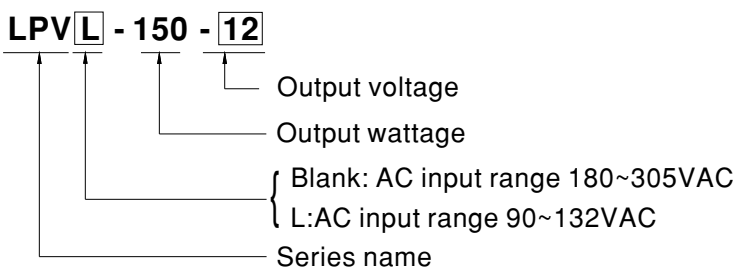 LPV L - 150 - 12
Output voltage
Output wattage
Blank: AC input range 180~305VAC
L:AC input range 90~132VAC
Series name